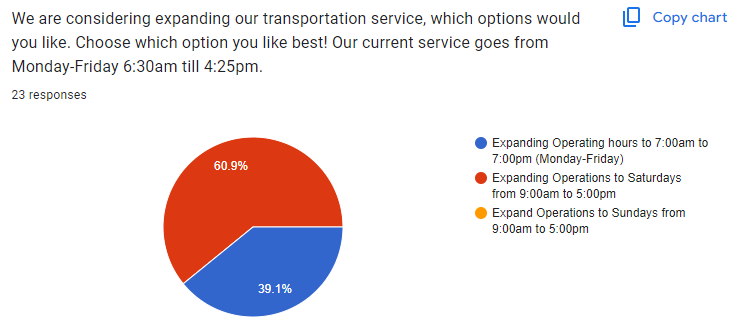 We are considering expanding our transportation service, which options would
you like. Choose which option you like best! Our current service goes from
Monday-Friday 6:30am till 4:25pm.
Copy chart
23 responses
60.9%
39.1%
Expanding Operating hours to 7:00am to
7:00pm (Monday-Friday)
Expanding Operations to Saturdays
from 9:00am to 5:00pm
Expand Operations to Sundays from
9:00am to 5:00pm